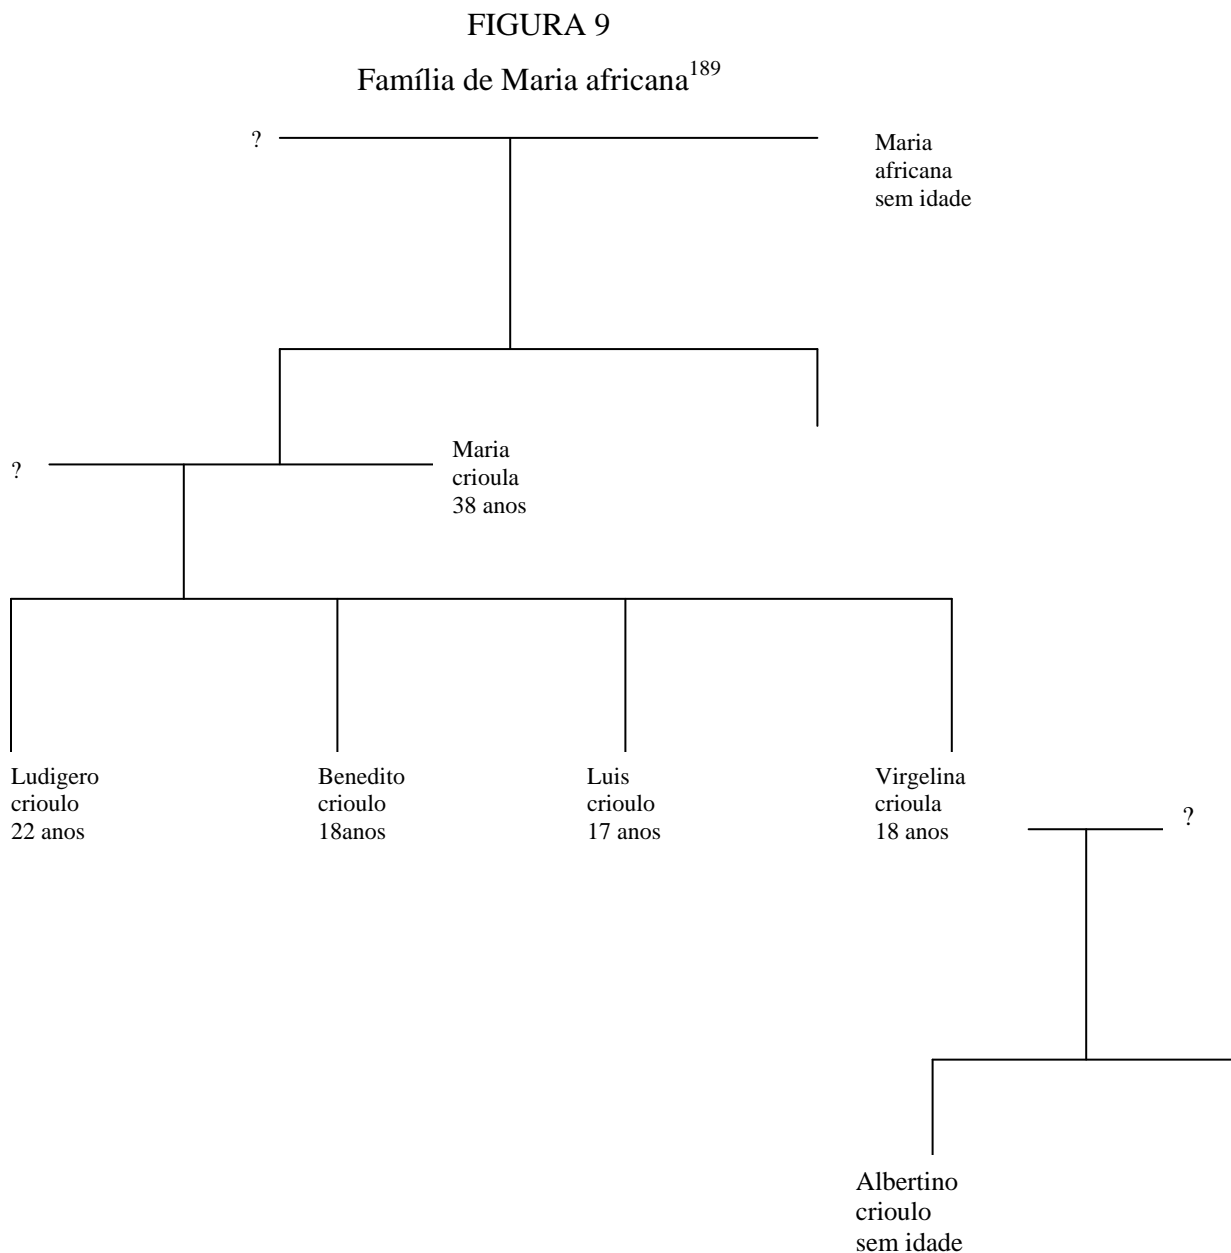 FIGURA 9
Família de Maria africana189
?
Maria
africana
sem idade
?
Maria
crioula
38 anos
Ludigero
crioulo
22 anos
Benedito
crioulo
18anos
Luis
crioulo
17 anos
Virgelina
crioula
18 anos
?
Albertino
crioulo
sem idade